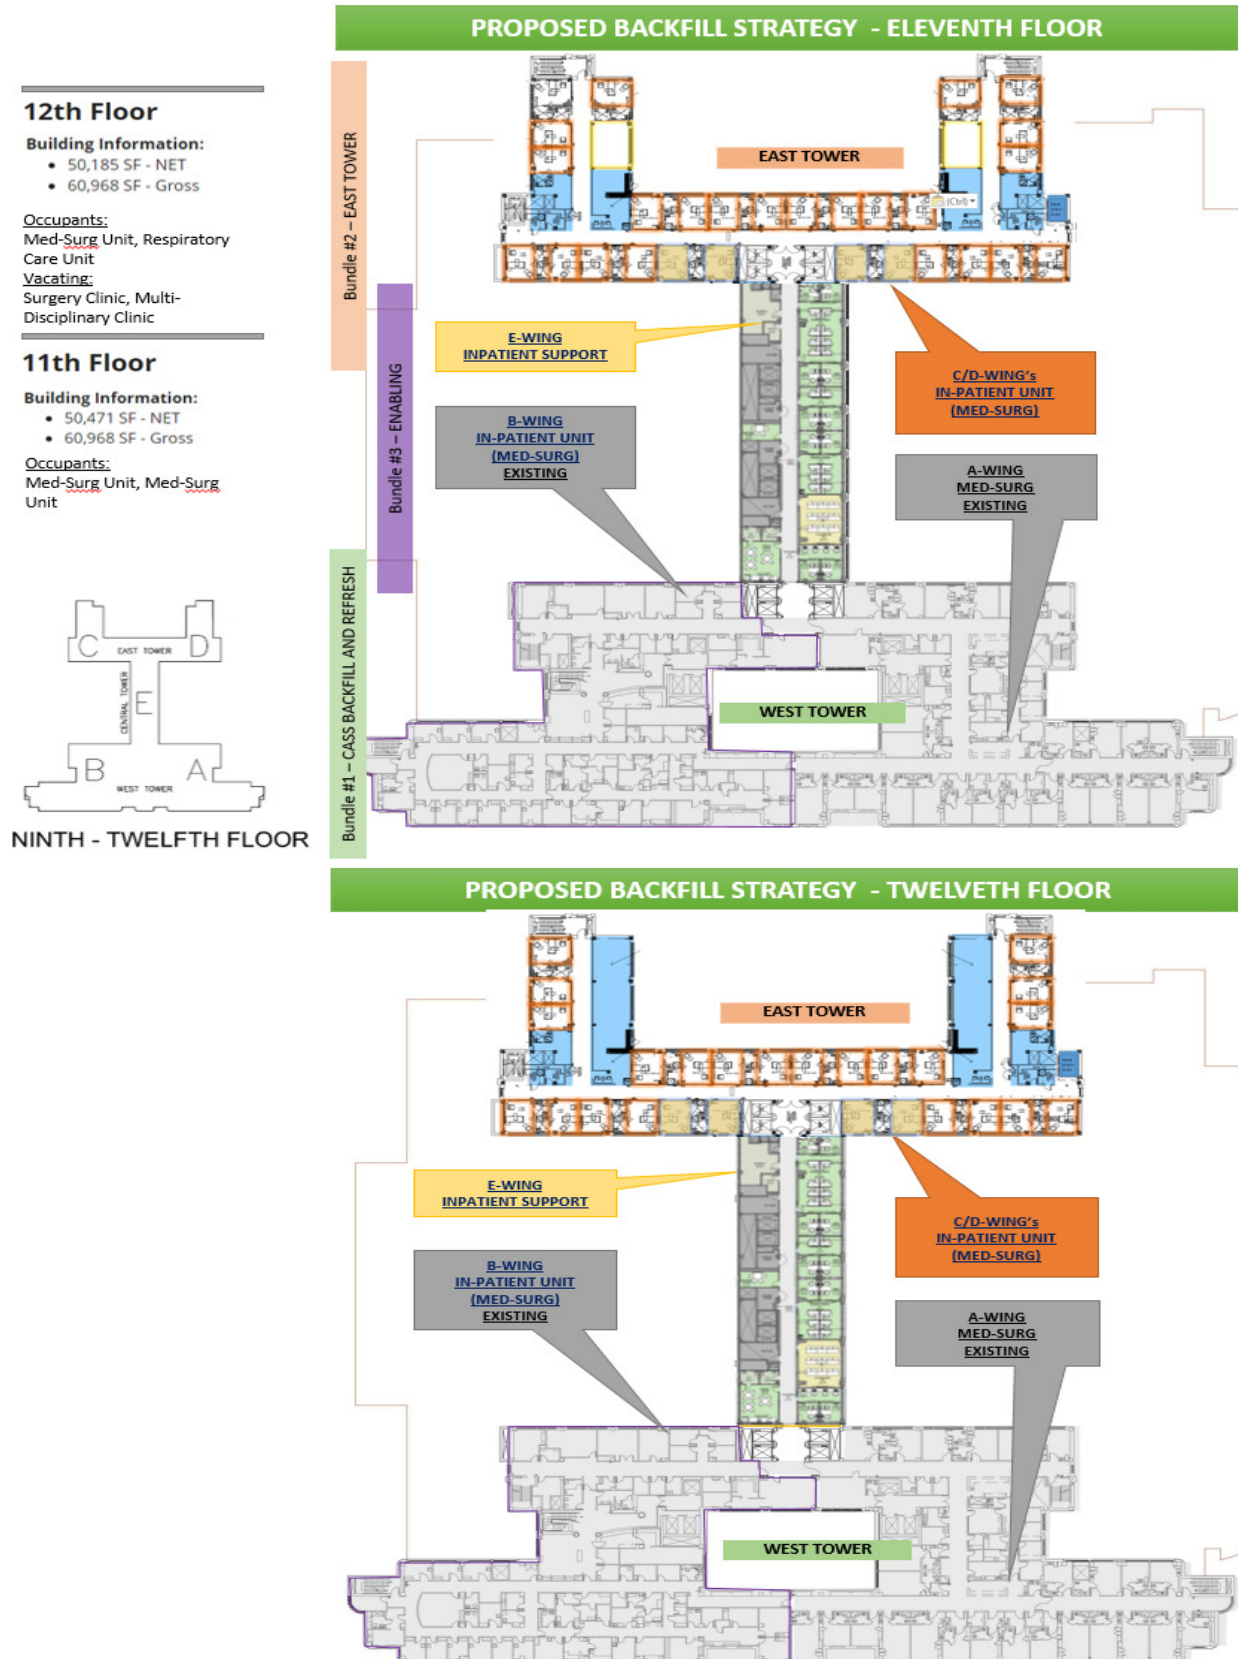 PROPOSED BACKFILL STRATEGY - ELEVENTH FLOOR
12th Floor
Building Information:
• 50,185 SF - NET
• 60,968 SF - Gross
Occupants:
Med-Surg Unit, Respiratory
Care Unit
Vacating:
Surgery Clinic, Multi-
Disciplinary Clinic
11th Floor
Building Information:
• 50,471 SF - NET
• 60,968 SF - Gross
Occupants:
Med-Surg Unit, Med-Surg
Unit
C
D
EAST TOWER
CENTRAL TOWER
E
B
A
WEST TOWER
NINTH - TWELFTH FLOOR
Bundle #2 – EAST TOWER
Bundle #3 – ENABLING
Bundle #1 – CASS BACKFILL AND REFRESH
EAST TOWER
(Ctrl)
E-WING
INPATIENT SUPPORT
C/D-WING's
IN-PATIENT UNIT
(MED-SURG)
B-WING
IN-PATIENT UNIT
(MED-SURG)
EXISTING
A-WING
MED-SURG
EXISTING
WEST TOWER
PROPOSED BACKFILL STRATEGY - TWELVETH FLOOR
EAST TOWER
E-WING
INPATIENT SUPPORT
C/D-WING's
IN-PATIENT UNIT
(MED-SURG)
B-WING
IN-PATIENT UNIT
(MED-SURG)
EXISTING
A-WING
MED-SURG
EXISTING
WEST TOWER